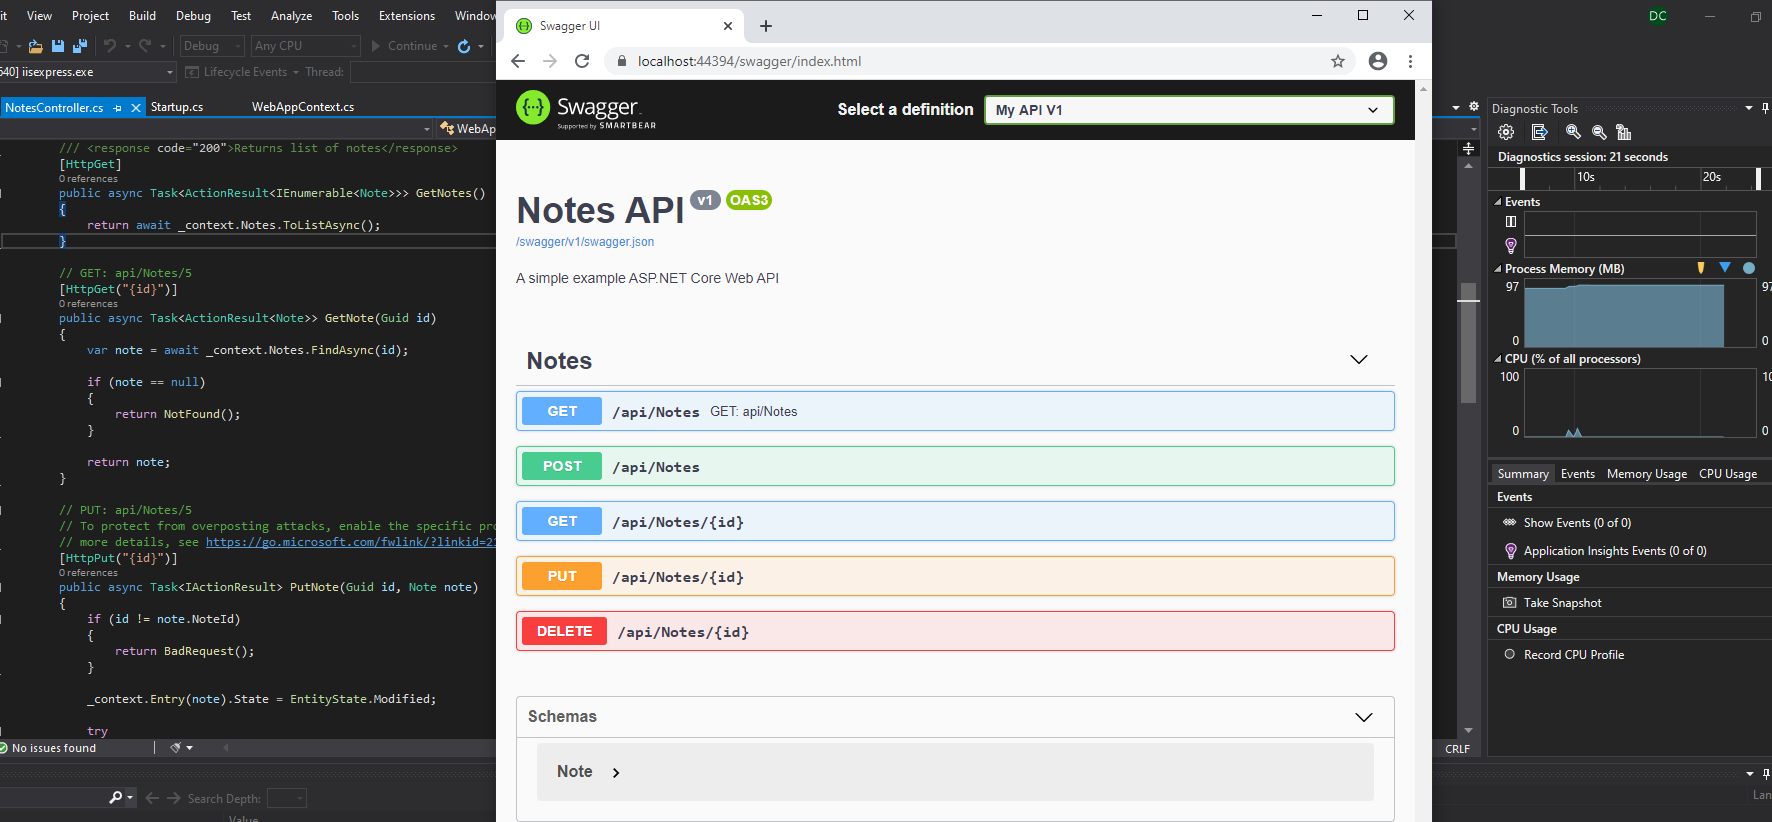 it View Project Build Debug Test Analyze Tools Extensions Window
Debug Any CPU Continue
640] iisexpress.exe Lifecycle Events Thread:
NotesController.cs Startup.cs WebAppContext.cs
WebAp
/// <response code="200">Returns list of notes</response>
[HttpGet]
0 references
public async Task<ActionResult<IEnumerable<Note>>> GetNotes()
{
return await _context.Notes.ToListAsync();
}
// GET: api/Notes/5
[HttpGet("{id}")]
0 references
public async Task<ActionResult<Note>> GetNote(Guid id)
{
var note = await _context.Notes.FindAsync(id);
if (note == null)
{
return NotFound();
}
return note;
}
// PUT: api/Notes/5
// To protect from overposting attacks, enable the specific pro
// more details, see https://go.microsoft.com/fwlink/?linkid=21
[HttpPut("{id}")]
0 references
public async Task<IActionResult> PutNote(Guid id, Note note)
{
if (id != note.NoteId)
{
return BadRequest();
}
_context.Entry(note).State = EntityState.Modified;
try
No issues found
Search Depth:
Value
Swagger UI
localhost:44394/swagger/index.html
Swagger
Supported by SMARTBEAR
Select a definition My API V1
Notes API v1 OAS3
/swagger/v1/swagger.json
A simple example ASP.NET Core Web API
Notes
GET /api/Notes GET: api/Notes
POST /api/Notes
GET /api/Notes/{id}
PUT /api/Notes/{id}
DELETE /api/Notes/{id}
Schemas
Note
DC
Diagnostic Tools
Diagnostics session: 21 seconds
10s 20s
Events
Process Memory (MB)
97 97
0 0
CPU (% of all processors)
100 10
0 0
Summary Events Memory Usage CPU Usage
Events
Show Events (0 of 0)
Application Insights Events (0 of 0)
Memory Usage
Take Snapshot
CPU Usage
Record CPU Profile
CRLF
Lan